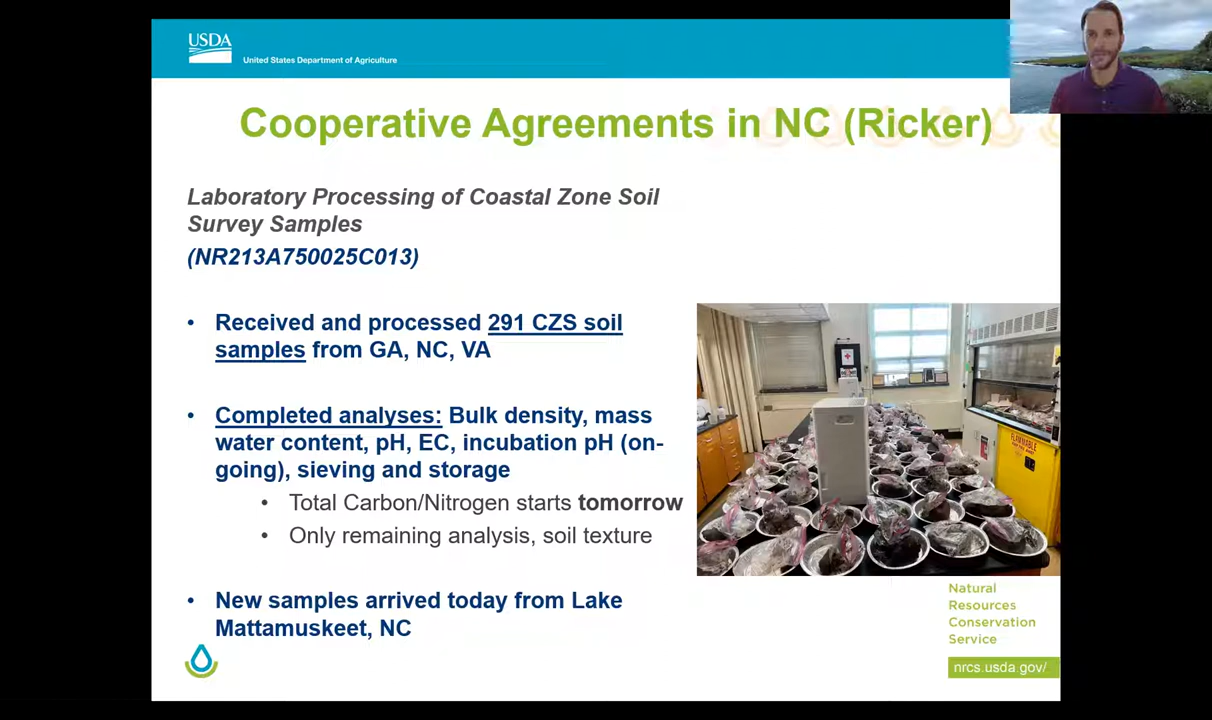 USDA
United States Department of Agriculture
Cooperative Agreements in NC (Ricker)
Laboratory Processing of Coastal Zone Soil
Survey Samples
(NR213A750025C013)
• Received and processed 291 CZS soil
samples from GA, NC, VA
• Completed analyses: Bulk density, mass
water content, pH, EC, incubation pH (on-
going), sieving and storage
• Total Carbon/Nitrogen starts tomorrow
• Only remaining analysis, soil texture
• New samples arrived today from Lake
Mattamuskeet, NC
FLAMMABLE
Natural
Resources
Conservation
Service
nrcs.usda.gov/